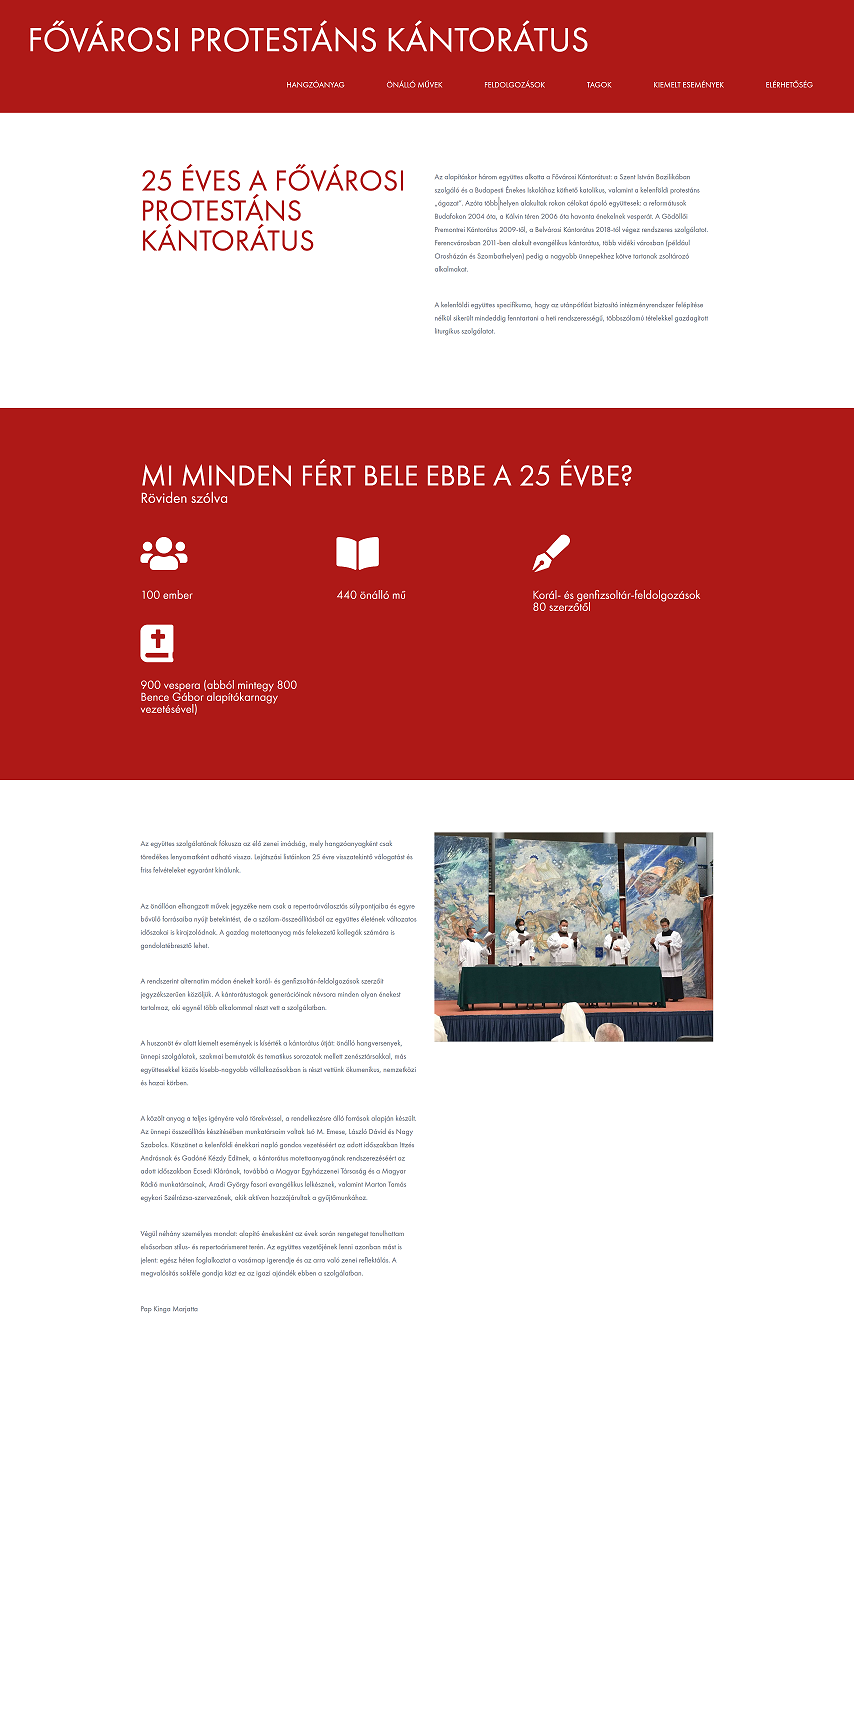 FŐVÁROSI PROTESTÁNS KÁNTORÁTUS
HANGZÓANYAG ÖNÁLLÓ MŰVEK FELDOLGOZÁSOK TAGOK KIEMELT ESEMÉNYEK ELÉRHETŐSÉG
25 ÉVES A FŐVÁROSI
PROTESTÁNS
KÁNTORÁTUS
Az alapításkor három együttes alkotta a Fővárosi Kántorátust: a Szent István Bazilikában
szolgáló és a Budapesti Énekes Iskolához köthető katolikus, valamint a kelenföldi protestáns
„ágazat”. Azóta több helyen alakultak rokon célokat ápoló együttesek: a reformátusok
Budafokon 2004 óta, a Kálvin téren 2006 óta havonta énekelnek vesperát. A Gödöllői
Premontrei Kántorátus 2009-től, a Belvárosi Kántorátus 2018-tól végez rendszeres szolgálatot.
Ferencvárosban 2011-ben alakult evangélikus kántorátus, több vidéki városban (például
Orosházán és Szombathelyen) pedig a nagyobb ünnepekhez kötve tartanak zsoltározó
alkalmakat.
A kelenföldi együttes specifikuma, hogy az utánpótlást biztosító intézményrendszer felépítése
nélkül sikerült mindeddig fenntartani a heti rendszerességű, többszólamú tételekkel gazdagított
liturgikus szolgálatot.
MI MINDEN FÉRT BELE EBBE A 25 ÉVBE?
Röviden szólva
100 ember
440 önálló mű
Korál- és genfizsoltár-feldolgozások
80 szerzőtől
900 vespera (abból mintegy 800
Bence Gábor alapítókarnagy
vezetésével)
Az együttes szolgálatának fókusza az élő zenei imádság, mely hangzóanyagként csak
töredékes lenyomatként adható vissza. Lejátszási listáinkon 25 évre visszatekintő válogatást és
friss felvételeket egyaránt kínálunk.
Az önállóan elhangzott művek jegyzéke nem csak a repertoárválasztás súlypontjaiba és egyre
bővülő forrásaiba nyújt betekintést, de a szólam-összeállításból az együttes életének változatos
időszakai is kirajzolódnak. A gazdag motettaanyag más felekezetű kollegák számára is
gondolatébresztő lehet.
A rendszerint alternatim módon énekelt korál- és genfizsoltár-feldolgozások szerzőit
jegyzékszerűen közöljük. A kántorátustagok generációinak névsora minden olyan énekest
tartalmaz, aki egynél több alkalommal részt vett a szolgálatban.
A huszonöt év alatt kiemelt események is kísérték a kántorátus útját: önálló hangversenyek,
ünnepi szolgálatok, szakmai bemutatók és tematikus sorozatok mellett zenésztársakkal, más
együttesekkel közös kisebb-nagyobb vállalkozásokban is részt vettünk ökumenikus, nemzetközi
és hazai körben.
A közölt anyag a teljes igényére való törekvéssel, a rendelkezésre álló források alapján készült.
Az ünnepi összeállítás készítésében munkatársaim voltak Isó M. Emese, László Dávid és Nagy
Szabolcs. Köszönet a kelenföldi énekkari napló gondos vezetéséért az adott időszakban Ittzés
Andrásnak és Gadóné Kézdy Editnek, a kántorátus motettaanyagának rendszerezéséért az
adott időszakban Ecsedi Klárának, továbbá a Magyar Egyházzenei Társaság és a Magyar
Rádió munkatársainak, Aradi György fasori evangélikus lelkésznek, valamint Marton Tamás
egykori Szélrózsa-szervezőnek, akik aktívan hozzájárultak a gyűjtőmunkához.
Végül néhány személyes mondat: alapító énekesként az évek során rengeteget tanulhattam
elsősorban stílus- és repertoárismeret terén. Az együttes vezetőjének lenni azonban mást is
jelent: egész héten foglalkoztat a vasárnap igerendje és az arra való zenei reflektálás. A
megvalósítás sokféle gondja közt ez az igazi ajándék ebben a szolgálatban.
Pap Kinga Marjatta